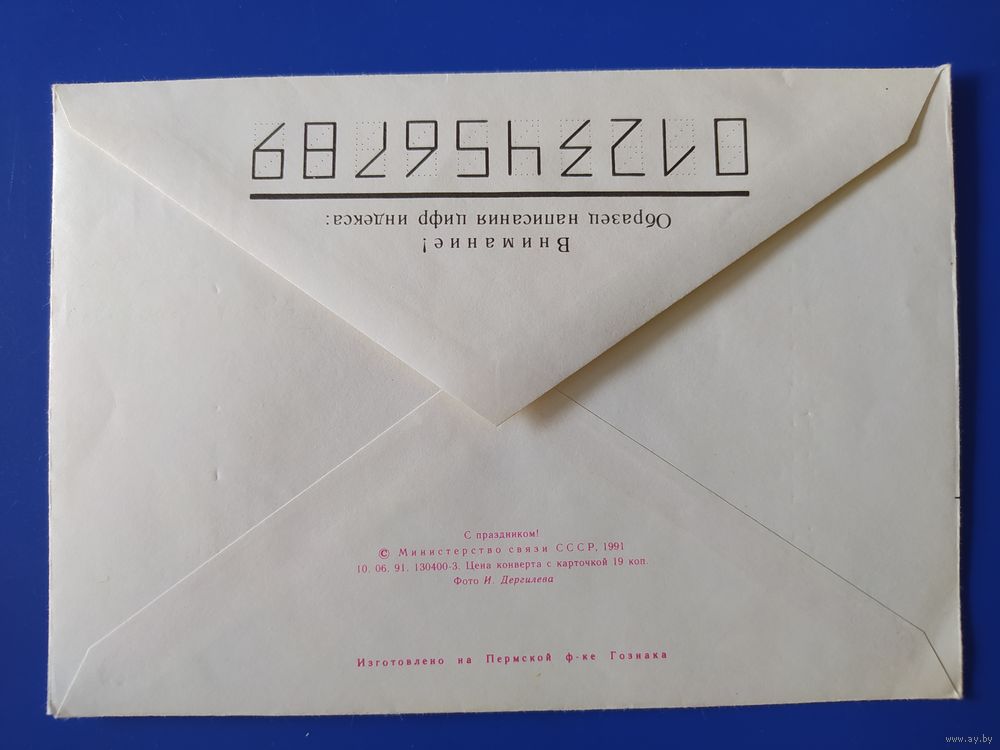 Внимание!
Образец написания цифр индекса:
0123456789
С праздником!
© Министерство связи СССР, 1991
10. 06. 91. 130400-3. Цена конверта с карточкой 19 коп.
Фото И. Дергилева
Изготовлено на Пермской ф-ке Гознака
www.ay.by